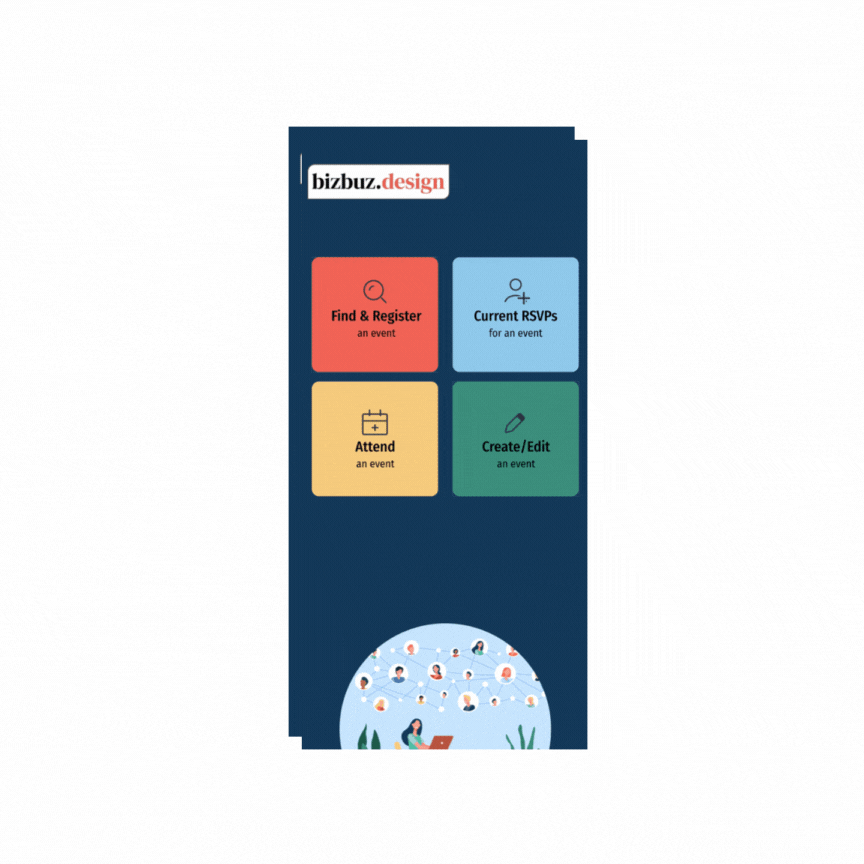 bizbuz.design
Find & Register
an event
Current RSVPs
for an event
Attend
an event
Create/Edit
an event